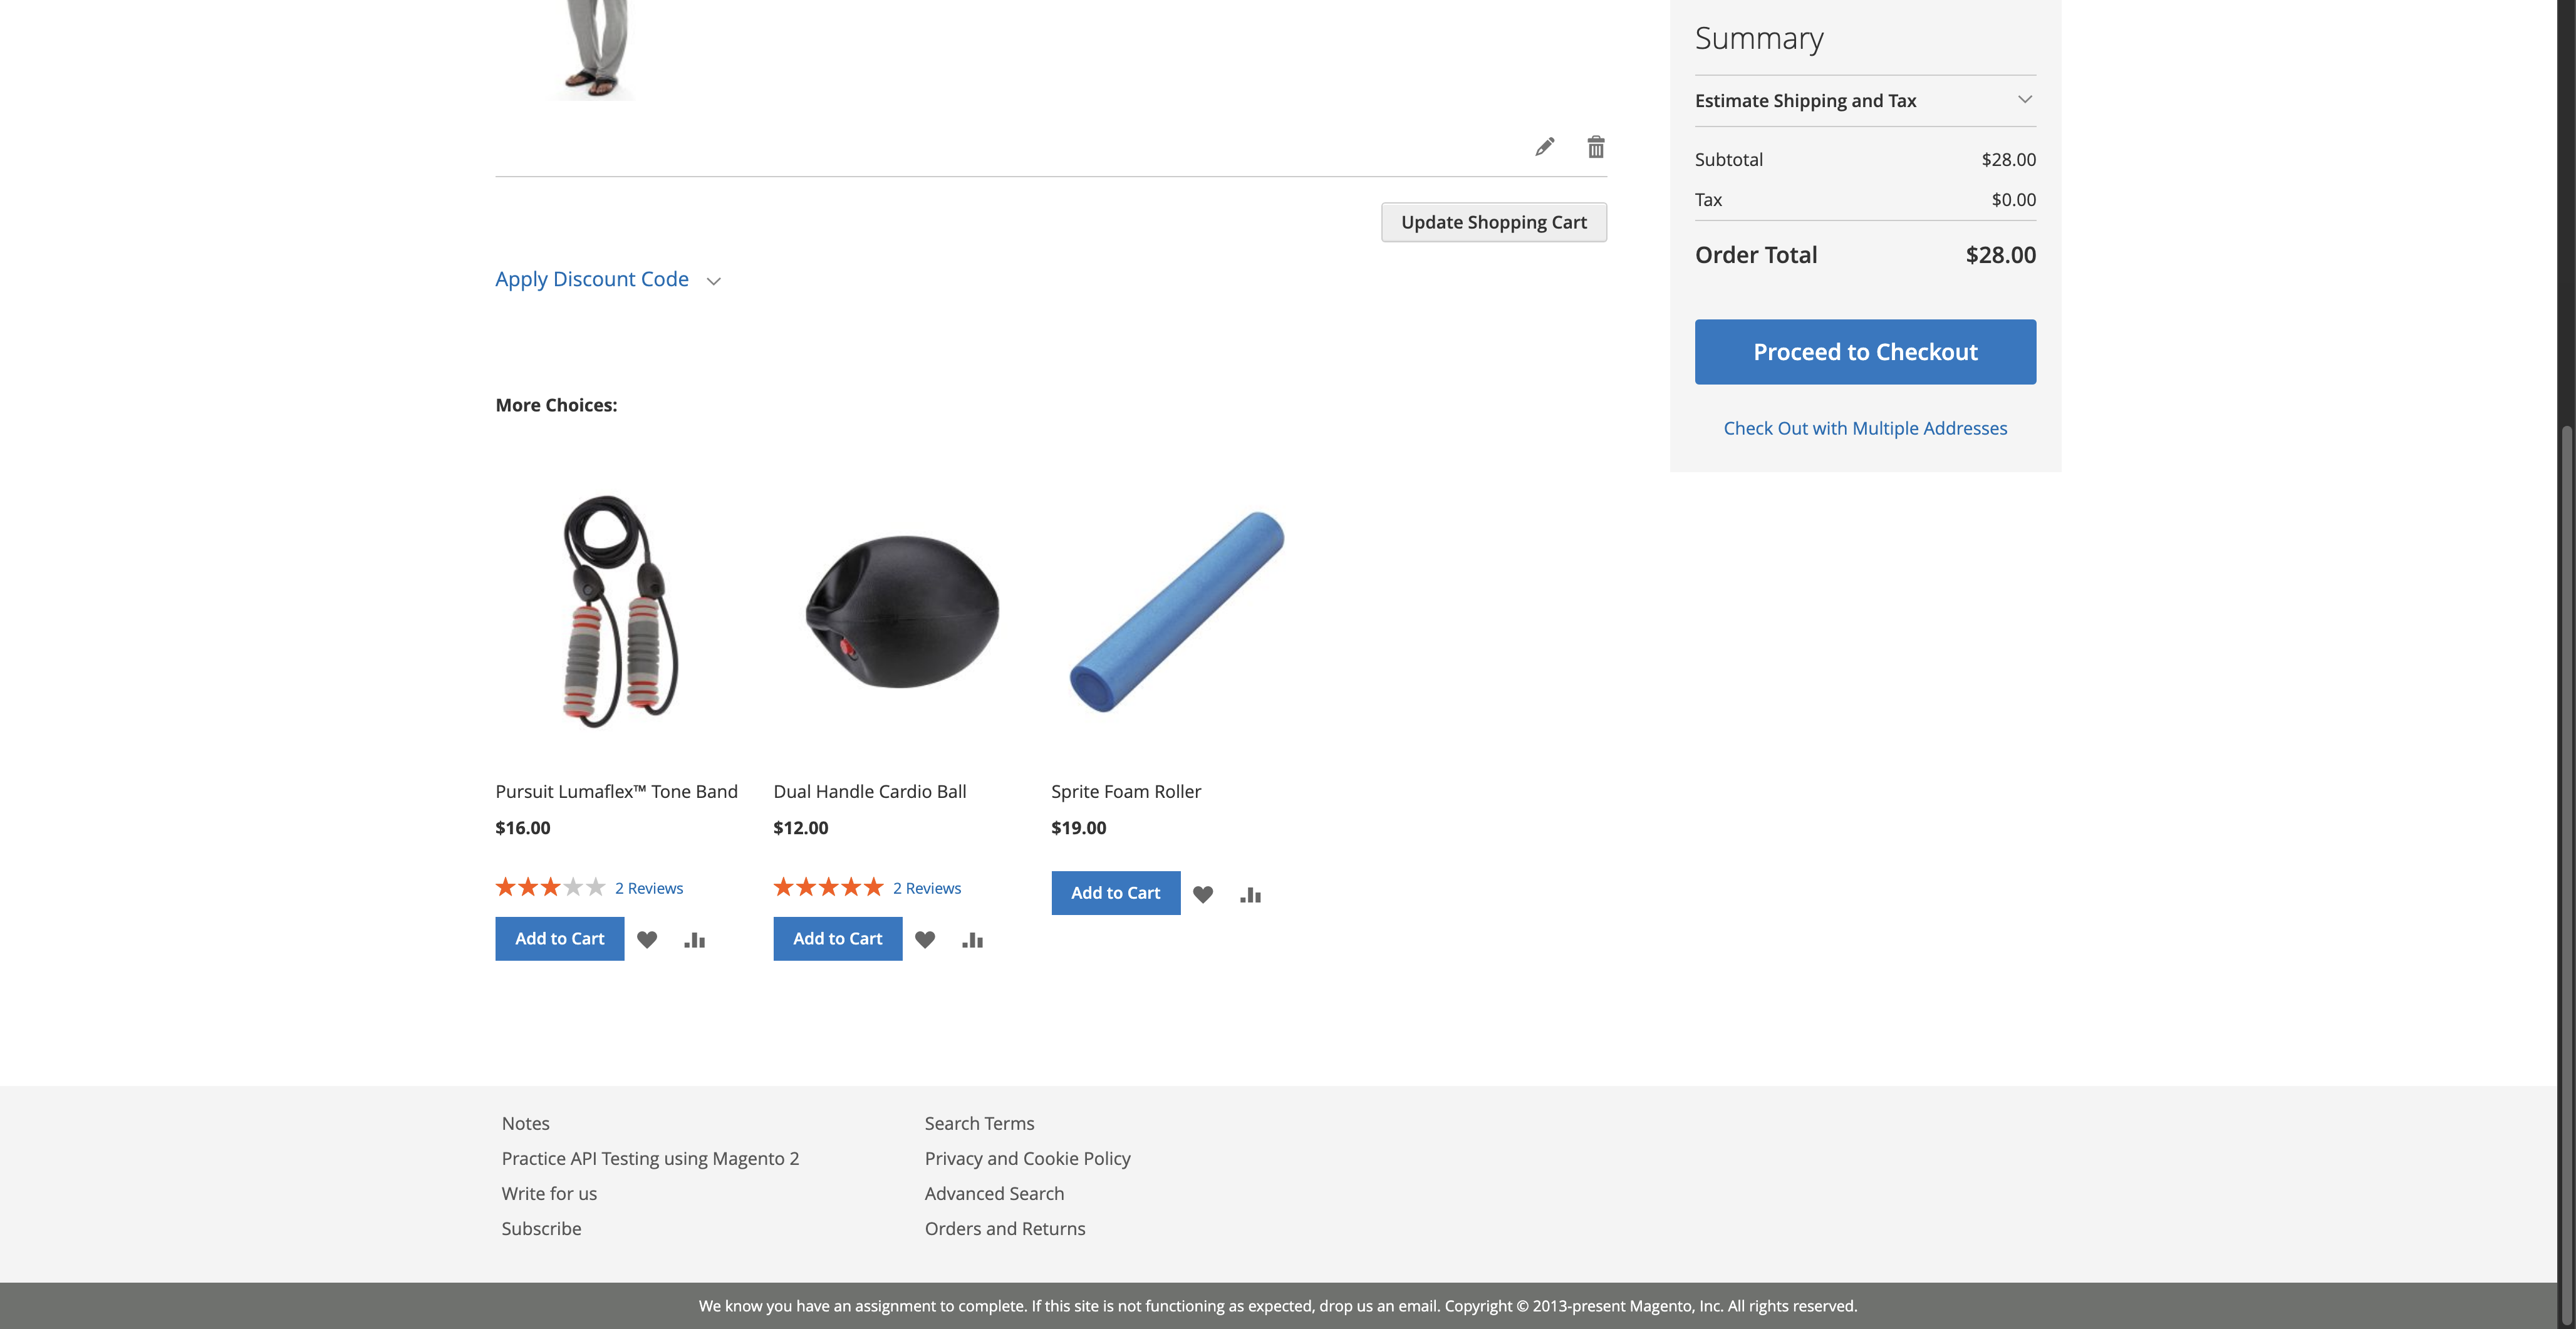 Summary
Estimate Shipping and Tax
Subtotal $28.00
Tax $0.00
Order Total $28.00
Proceed to Checkout
Check Out with Multiple Addresses
Update Shopping Cart
Apply Discount Code
More Choices:
Pursuit Lumaflex™ Tone Band
$16.00
2 Reviews
Add to Cart
Dual Handle Cardio Ball
$12.00
2 Reviews
Add to Cart
Sprite Foam Roller
$19.00
Add to Cart
Notes
Practice API Testing using Magento 2
Write for us
Subscribe
Search Terms
Privacy and Cookie Policy
Advanced Search
Orders and Returns
We know you have an assignment to complete. If this site is not functioning as expected, drop us an email. Copyright © 2013-present Magento, Inc. All rights reserved.